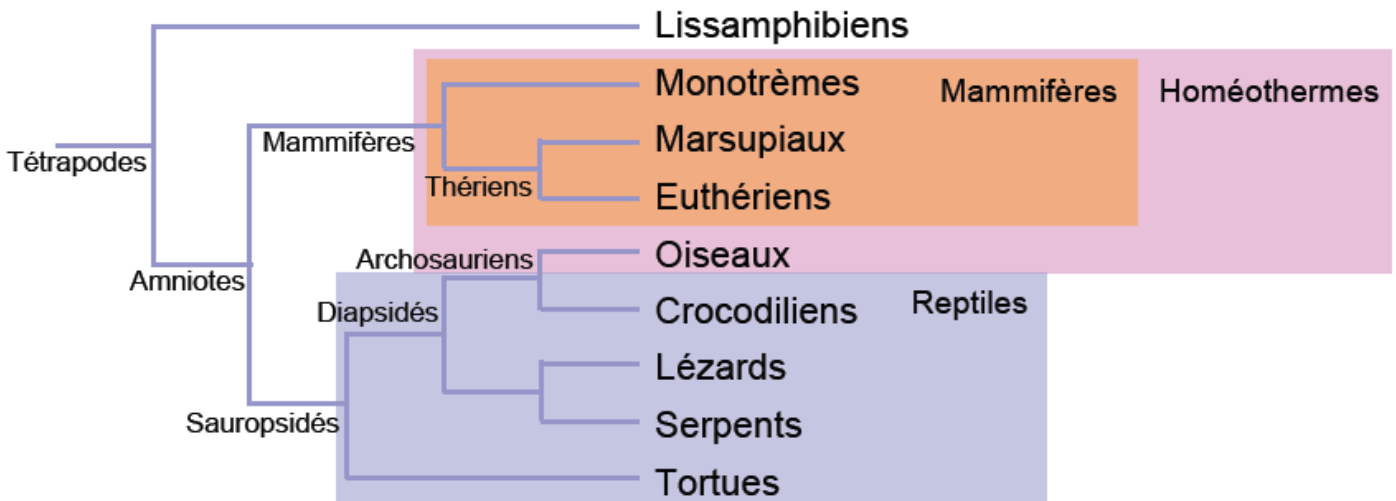 Lissamphibiens
Monotrèmes
Mammifères
Homéothermes
Mammifères
Marsupiaux
Tétrapodes
Thériens
Euthériens
Archosauriens
Oiseaux
Amniotes
Diapsidés
Crocodiliens
Reptiles
Lézards
Sauropsidés
Serpents
Tortues